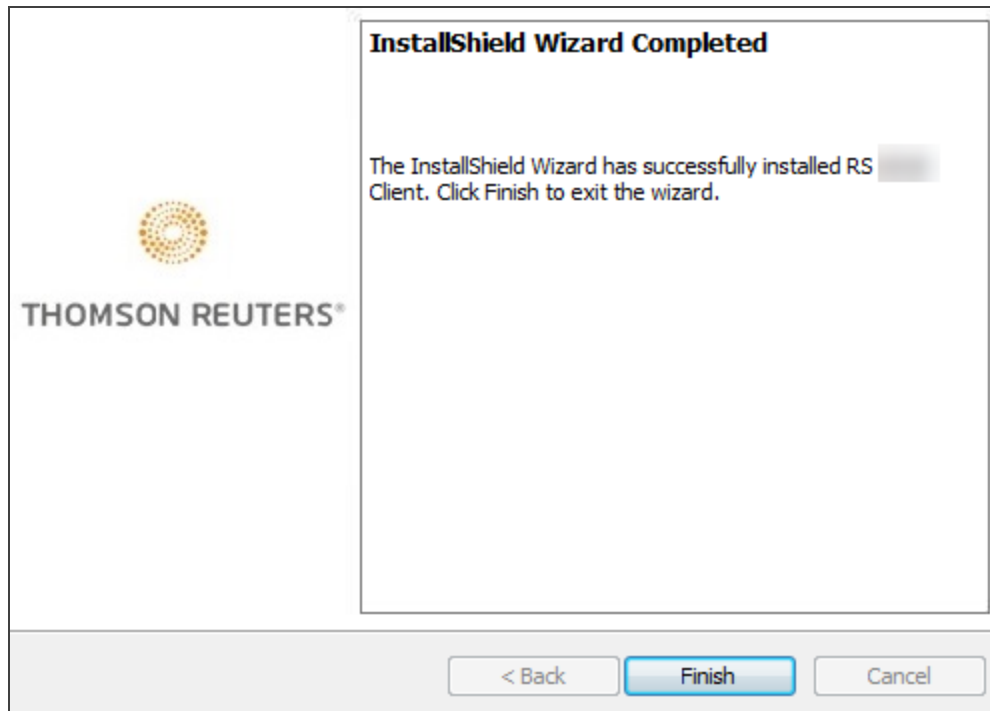 InstallShield Wizard Completed
The InstallShield Wizard has successfully installed RS
Client. Click Finish to exit the wizard.
THOMSON REUTERS®
< Back
Finish
Cancel